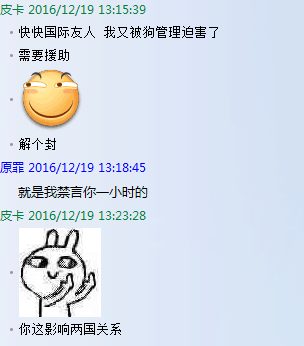 皮卡 2016/12/19 13:15:39
快快国际友人 我又被狗管理迫害了
需要援助
解个封
原罪 2016/12/19 13:18:45
就是我禁言你一小时的
皮卡 2016/12/19 13:23:28
你这影响两国关系